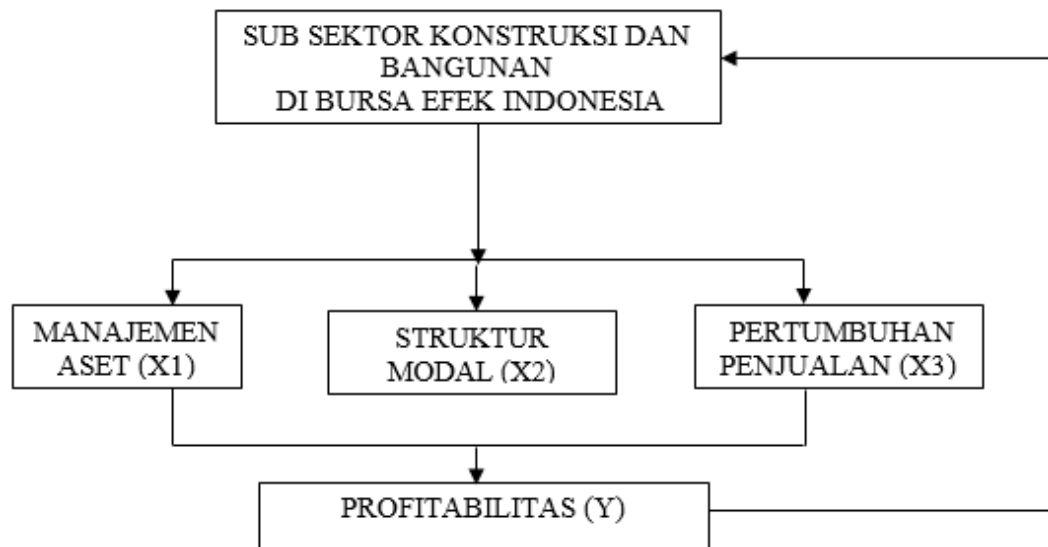 SUB SEKTOR KONSTRUKSI DAN
BANGUNAN
DI BURSA EFEK INDONESIA
MANAJEMEN
ASET (X1)
STRUKTUR
MODAL (X2)
PERTUMBUHAN
PENJUALAN (X3)
PROFITABILITAS (Y)